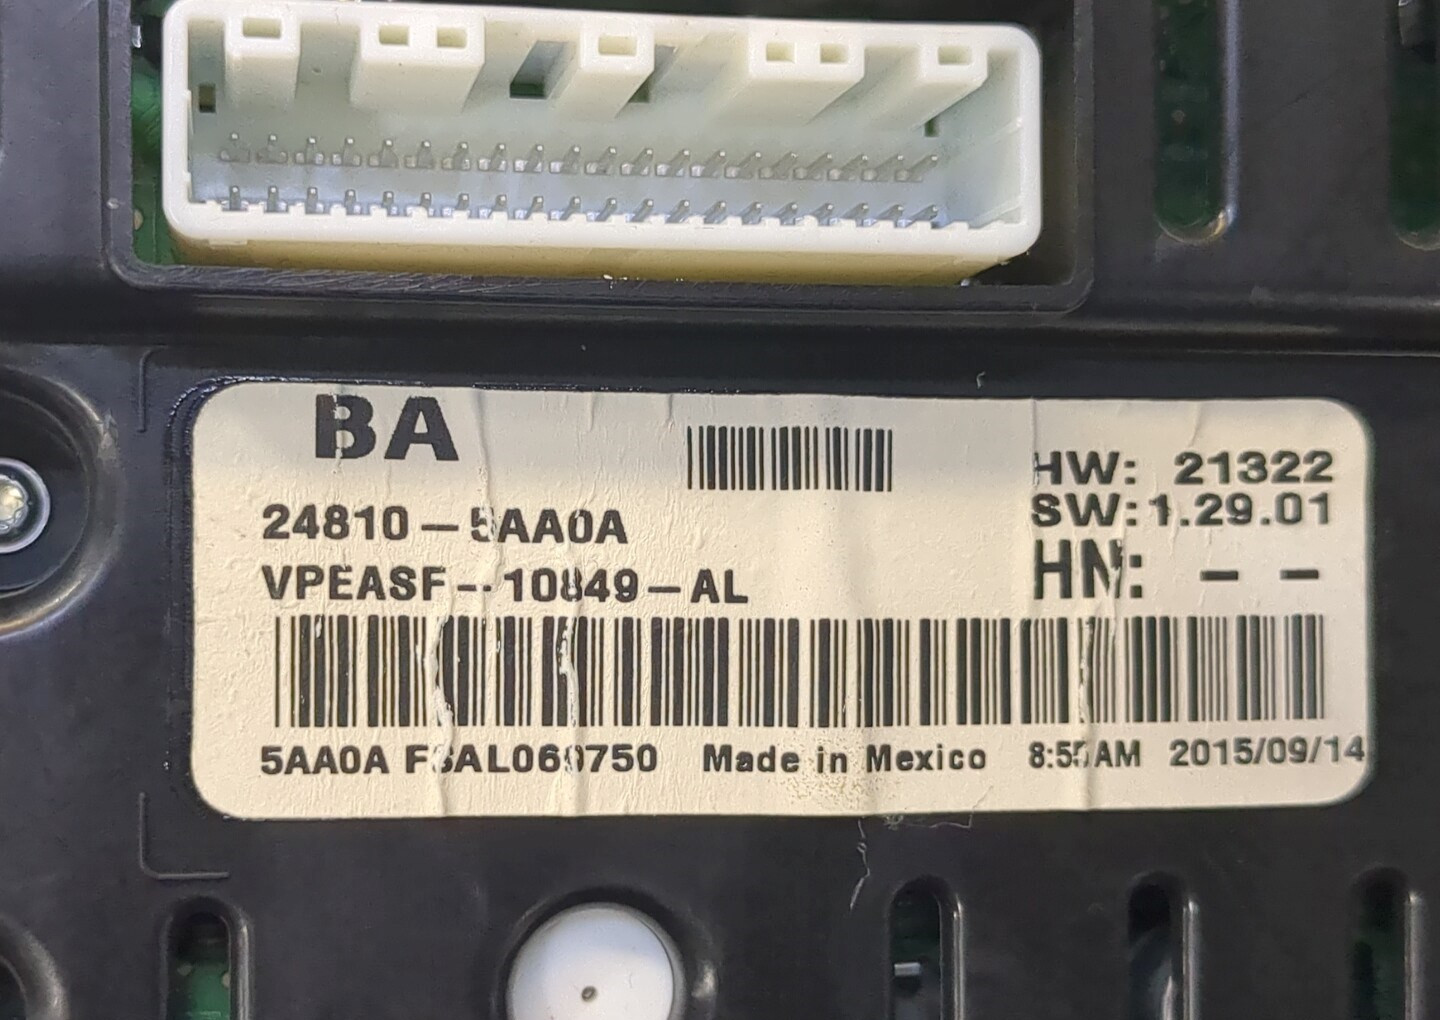 BA
HW: 21322
24810-5AA0A
SW:1.29.01
VPEASF-10849-AL
HN: - -
5AA0A Made in Mexico 2015/09/14